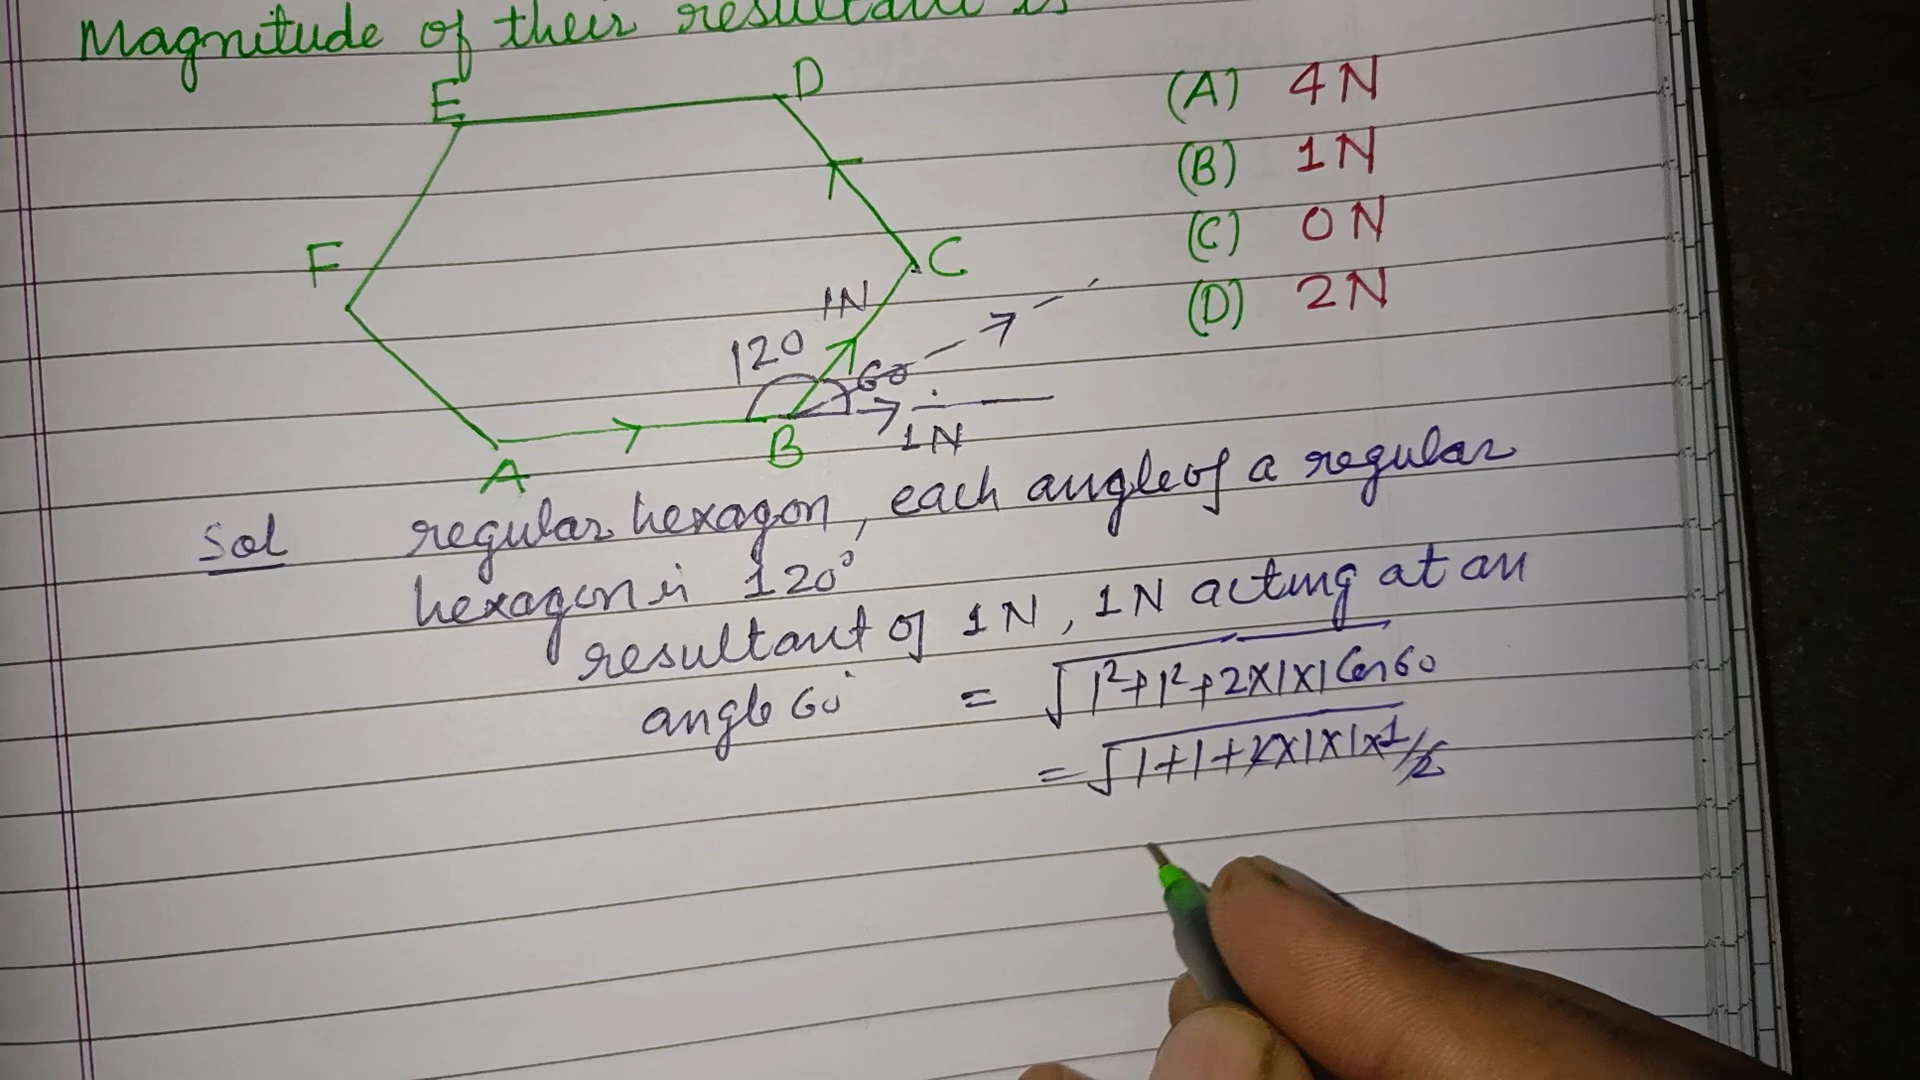 Magnitude of their resultant is
E
D
(A) 4N
(B) 1N
F
C
(C) 0N
1N
(D) 2N
120
60
1N
A
B
Sol regular hexagon, each angle of a regular
hexagon is 120°
resultant of 1N, 1N acting at an
angle 60° = √1²+1²+2×1×1 Cos 60
= √1+1+2×1×1×1/2